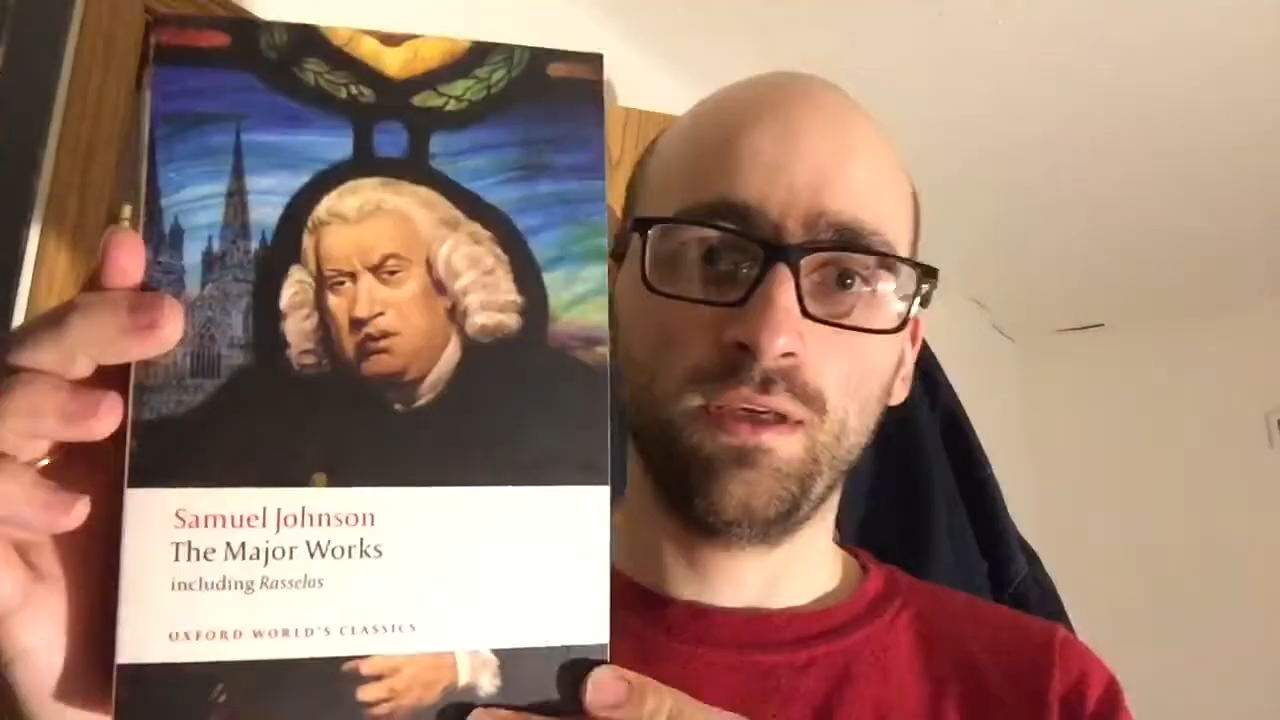 Samuel Johnson
The Major Works
including Rasselas
OXFORD WORLD'S CLASSICS